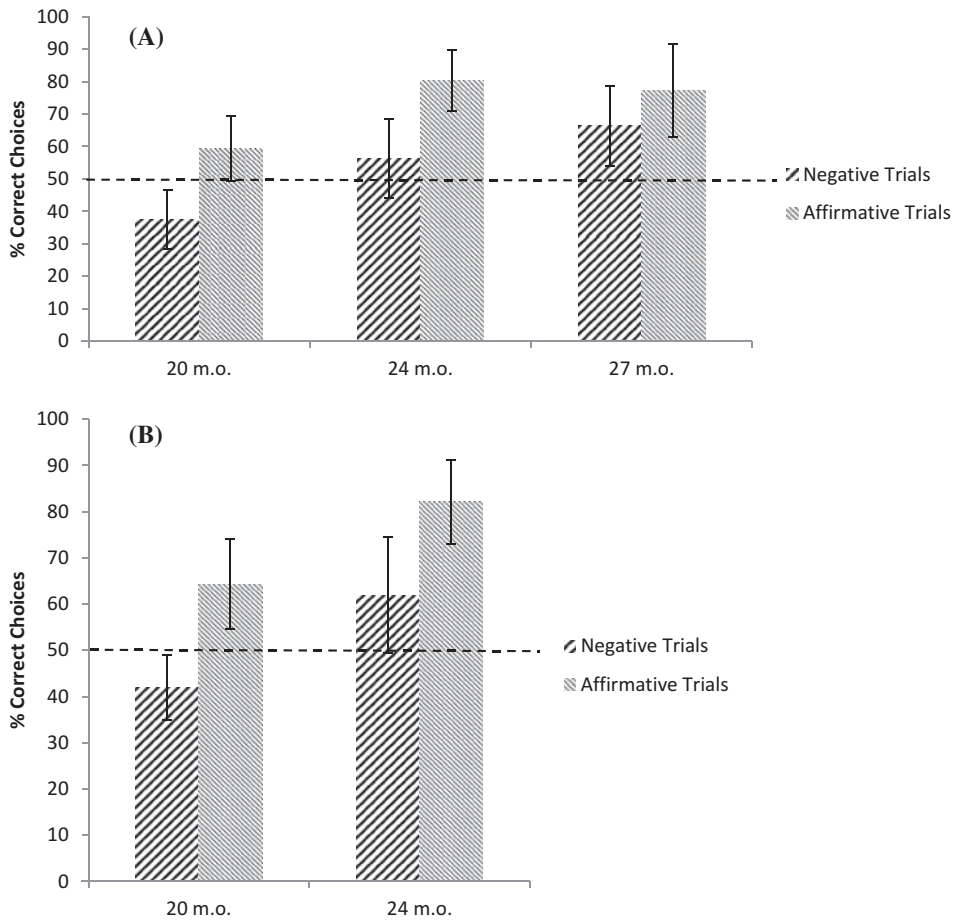 (A)
% Correct Choices
100
90
80
70
60
50
40
30
20
10
0
20 m.o.
24 m.o.
27 m.o.
Negative Trials
Affirmative Trials
(B)
% Correct Choices
100
90
80
70
60
50
40
30
20
10
0
20 m.o.
24 m.o.
Negative Trials
Affirmative Trials